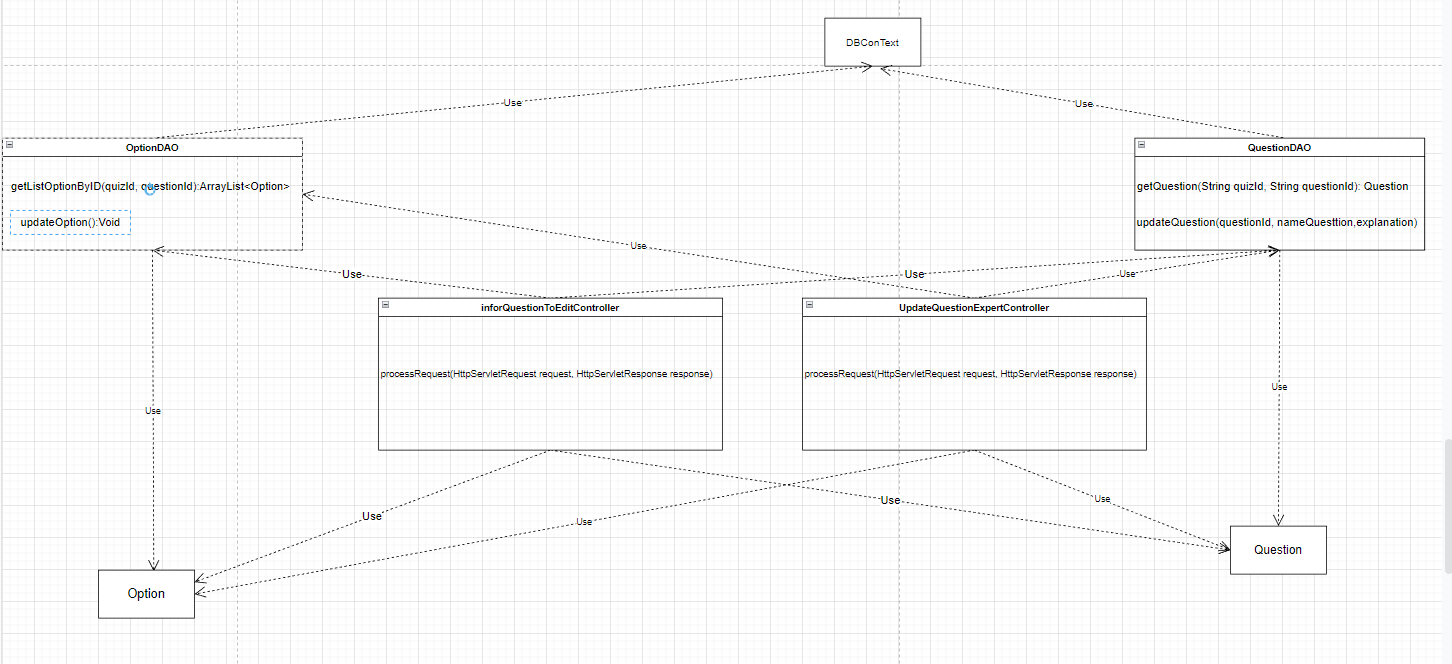 DBConText
Use
Use
OptionDAO
getListOptionByID(quizId, questionId):ArrayList<Option>
updateOption():Void
QuestionDAO
getQuestion(String quizId, String questionId): Question
updateQuestion(questionId, nameQuesttion,explanation)
Use
Use
Use
Use
inforQuestionToEditController
processRequest(HttpServletRequest request, HttpServletResponse response)
UpdateQuestionExpertController
processRequest(HttpServletRequest request, HttpServletResponse response)
Use
Use
Use
Use
Use
Use
Question
Option